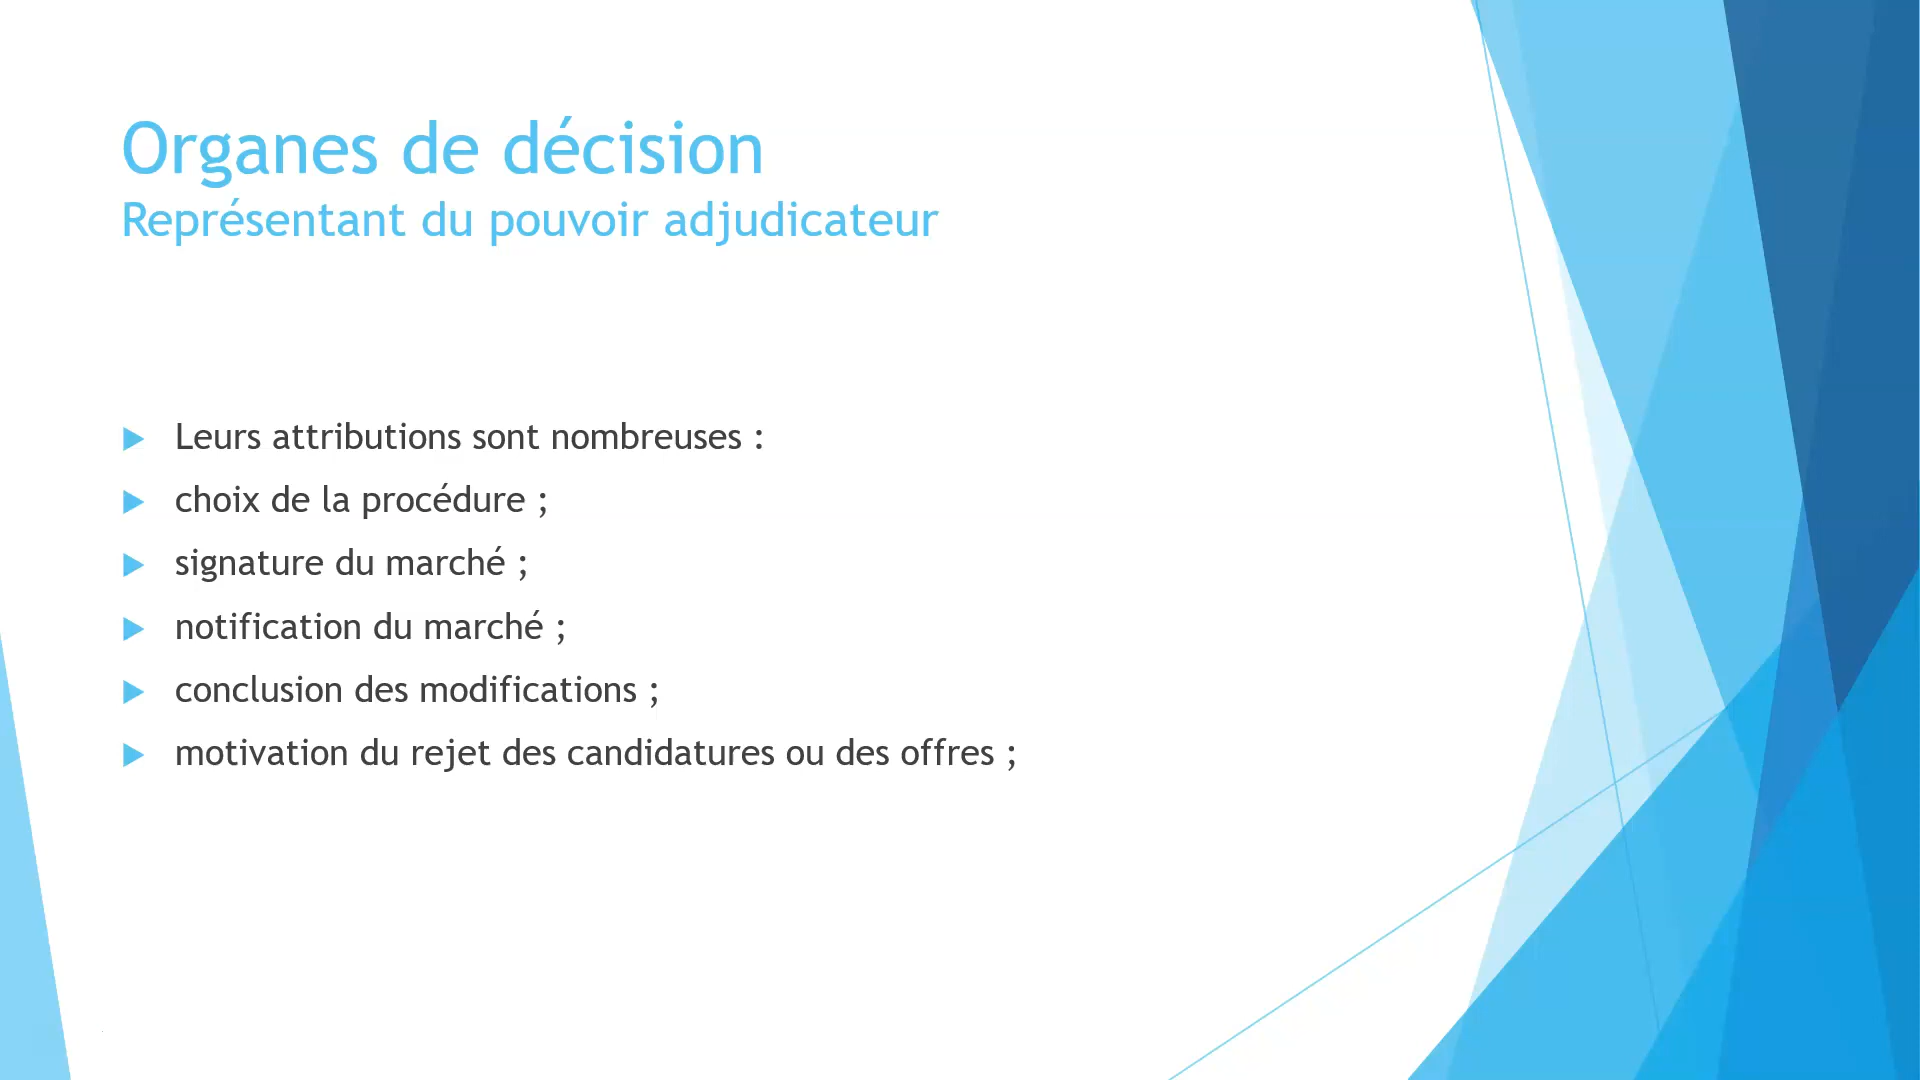 Organes de décision
Représentant du pouvoir adjudicateur
Leurs attributions sont nombreuses :
choix de la procédure ;
signature du marché ;
notification du marché ;
conclusion des modifications ;
motivation du rejet des candidatures ou des offres ;